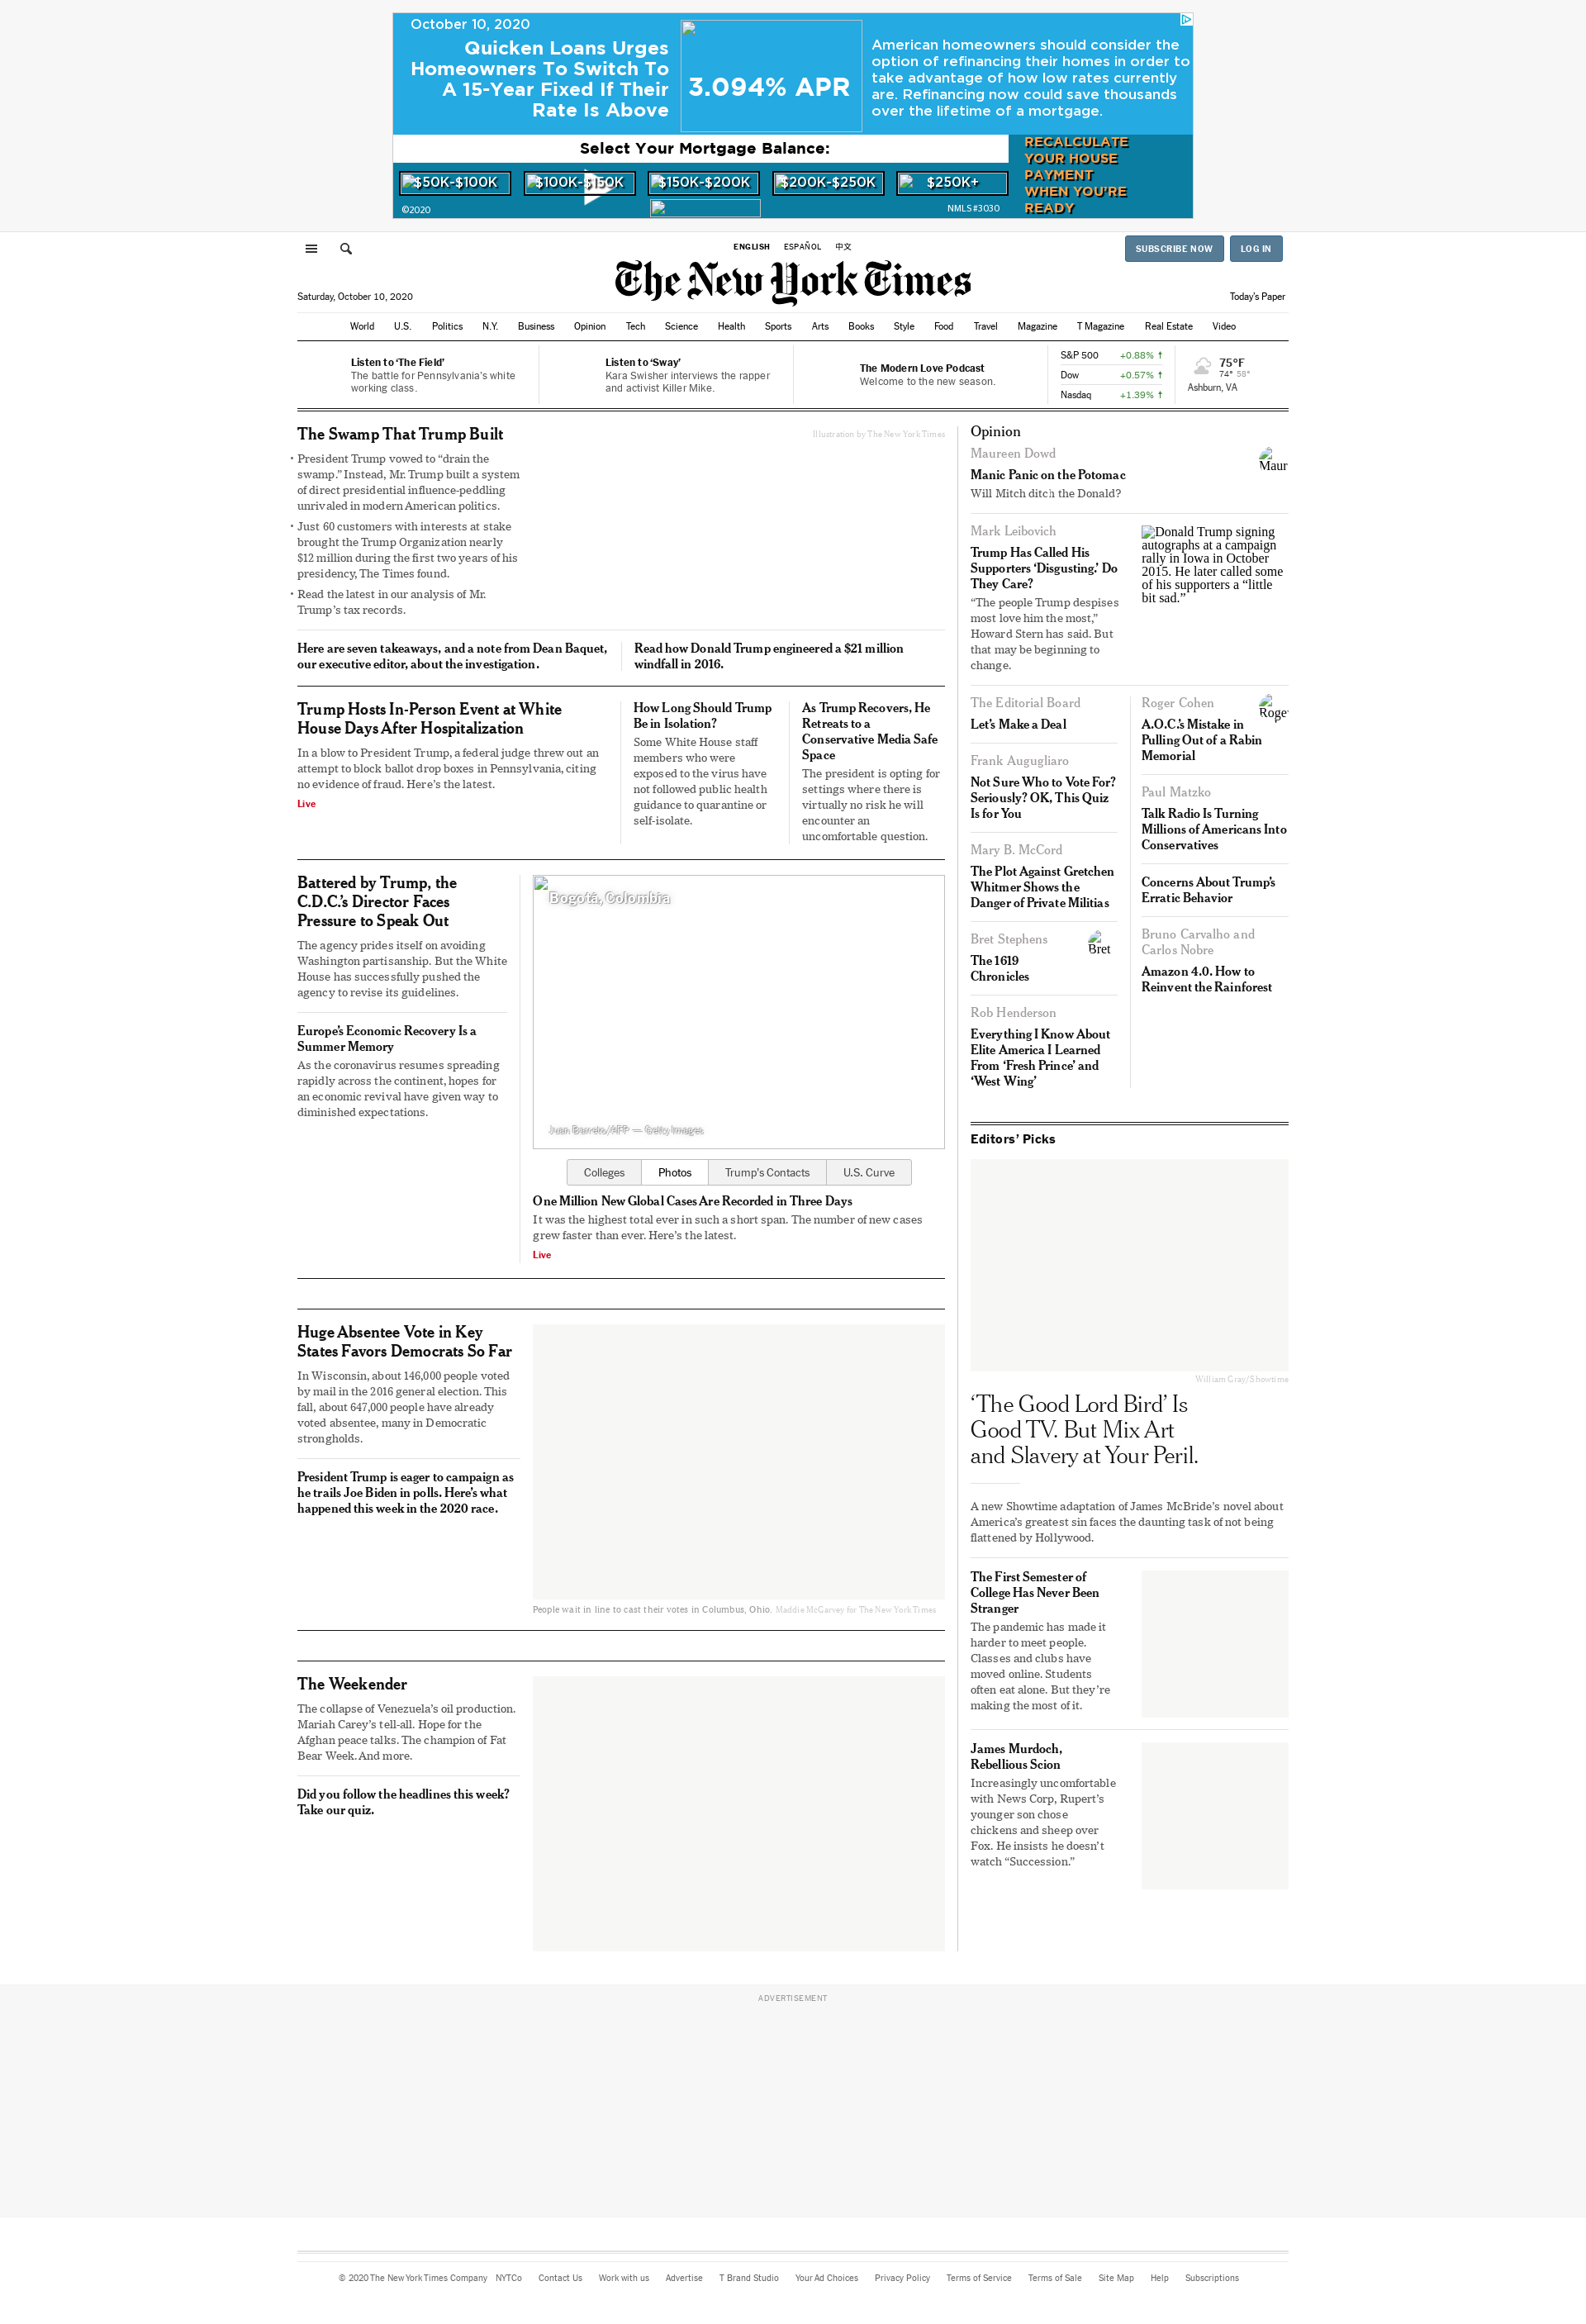 October 10, 2020
Quicken Loans Urges
Homeowners To Switch To
A 15-Year Fixed If Their
Rate Is Above
3.094% APR
American homeowners should consider the
option of refinancing their homes in order to
take advantage of how low rates currently
are. Refinancing now could save thousands
over the lifetime of a mortgage.
Select Your Mortgage Balance:
$50K-$100K
$100K-$150K
$150K-$200K
$200K-$250K
$250K+
RECALCULATE
YOUR HOUSE
PAYMENT
WHEN YOU'RE
READY
©2020
NMLS #3030
ENGLISH ESPAÑOL 中文
SUBSCRIBE NOW
LOG IN
The New York Times
Saturday, October 10, 2020
Today's Paper
World U.S. Politics N.Y. Business Opinion Tech Science Health Sports Arts Books Style Food Travel Magazine T Magazine Real Estate Video
Listen to ‘The Field’
The battle for Pennsylvania’s white
working class.
Listen to ‘Sway’
Kara Swisher interviews the rapper
and activist Killer Mike.
The Modern Love Podcast
Welcome to the new season.
S&P 500 +0.88% ↑
Dow +0.57% ↑
Nasdaq +1.39% ↑
75°F
74° 58°
Ashburn, VA
The Swamp That Trump Built
• President Trump vowed to “drain the
swamp.” Instead, Mr. Trump built a system
of direct presidential influence-peddling
unrivaled in modern American politics.
• Just 60 customers with interests at stake
brought the Trump Organization nearly
$12 million during the first two years of his
presidency, The Times found.
• Read the latest in our analysis of Mr.
Trump’s tax records.
Illustration by The New York Times
Here are seven takeaways, and a note from Dean Baquet,
our executive editor, about the investigation.
Read how Donald Trump engineered a $21 million
windfall in 2016.
Trump Hosts In-Person Event at White
House Days After Hospitalization
In a blow to President Trump, a federal judge threw out an
attempt to block ballot drop boxes in Pennsylvania, citing
no evidence of fraud. Here’s the latest.
Live
How Long Should Trump
Be in Isolation?
Some White House staff
members who were
exposed to the virus have
not followed public health
guidance to quarantine or
self-isolate.
As Trump Recovers, He
Retreats to a
Conservative Media Safe
Space
The president is opting for
settings where there is
virtually no risk he will
encounter an
uncomfortable question.
Battered by Trump, the
C.D.C.’s Director Faces
Pressure to Speak Out
The agency prides itself on avoiding
Washington partisanship. But the White
House has successfully pushed the
agency to revise its guidelines.
Europe’s Economic Recovery Is a
Summer Memory
As the coronavirus resumes spreading
rapidly across the continent, hopes for
an economic revival have given way to
diminished expectations.
Bogotá, Colombia
Juan Barreto/AFP — Getty Images
Colleges Photos Trump’s Contacts U.S. Curve
One Million New Global Cases Are Recorded in Three Days
It was the highest total ever in such a short span. The number of new cases
grew faster than ever. Here’s the latest.
Live
Huge Absentee Vote in Key
States Favors Democrats So Far
In Wisconsin, about 146,000 people voted
by mail in the 2016 general election. This
fall, about 647,000 people have already
voted absentee, many in Democratic
strongholds.
President Trump is eager to campaign as
he trails Joe Biden in polls. Here’s what
happened this week in the 2020 race.
People wait in line to cast their votes in Columbus, Ohio. Maddie McGarvey for The New York Times
The Weekender
The collapse of Venezuela’s oil production.
Mariah Carey’s tell-all. Hope for the
Afghan peace talks. The champion of Fat
Bear Week. And more.
Did you follow the headlines this week?
Take our quiz.
Opinion
Maureen Dowd
Manic Panic on the Potomac
Will Mitch ditch the Donald?
Maur
Mark Leibovich
Trump Has Called His
Supporters ‘Disgusting.’ Do
They Care?
“The people Trump despises
most love him the most,”
Howard Stern has said. But
that may be beginning to
change.
Donald Trump signing
autographs at a campaign
rally in Iowa in October
2015. He later called some
of his supporters a “little
bit sad.”
The Editorial Board
Let’s Make a Deal
Frank Augugliaro
Not Sure Who to Vote For?
Seriously? OK, This Quiz
Is for You
Mary B. McCord
The Plot Against Gretchen
Whitmer Shows the
Danger of Private Militias
Bret Stephens
The 1619
Chronicles
Bret
Rob Henderson
Everything I Know About
Elite America I Learned
From ‘Fresh Prince’ and
‘West Wing’
Roger Cohen
A.O.C.’s Mistake in
Pulling Out of a Rabin
Memorial
Roger
Paul Matzko
Talk Radio Is Turning
Millions of Americans Into
Conservatives
Concerns About Trump’s
Erratic Behavior
Bruno Carvalho and
Carlos Nobre
Amazon 4.0. How to
Reinvent the Rainforest
Editors’ Picks
William Gray/Showtime
‘The Good Lord Bird’ Is
Good TV. But Mix Art
and Slavery at Your Peril.
A new Showtime adaptation of James McBride’s novel about
America’s greatest sin faces the daunting task of not being
flattened by Hollywood.
The First Semester of
College Has Never Been
Stranger
The pandemic has made it
harder to meet people.
Classes and clubs have
moved online. Students
often eat alone. But they’re
making the most of it.
James Murdoch,
Rebellious Scion
Increasingly uncomfortable
with News Corp, Rupert’s
younger son chose
chickens and sheep over
Fox. He insists he doesn’t
watch “Succession.”
ADVERTISEMENT
© 2020 The New York Times Company NYTCo Contact Us Work with us Advertise T Brand Studio Your Ad Choices Privacy Policy Terms of Service Terms of Sale Site Map Help Subscriptions